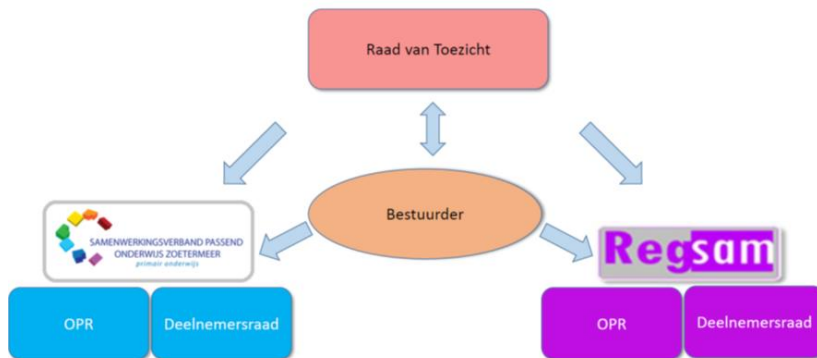 Raad van Toezicht
Bestuurder
SAMENWERKINGSVERBAND PASSEND
ONDERWIJS ZOETERMEER
primair onderwijs
Regsam
OPR
Deelnemersraad
OPR
Deelnemersraad